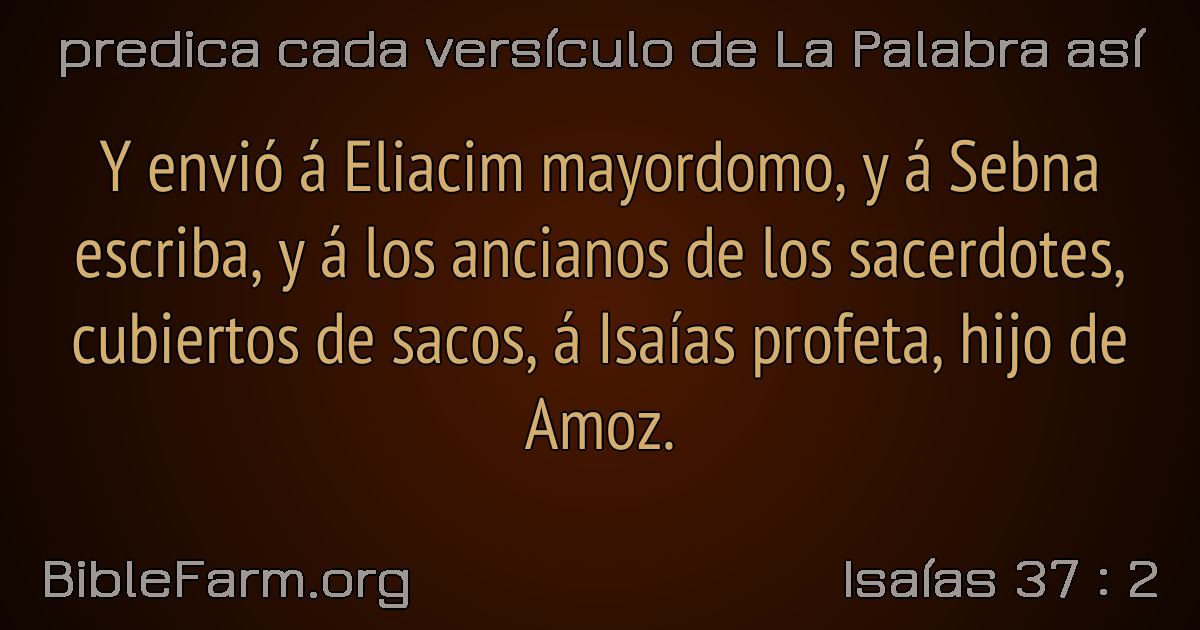 predica cada versículo de La Palabra así
Y envió á Eliacim mayordomo, y á Sebna
escriba, y á los ancianos de los sacerdotes,
cubiertos de sacos, á Isaías profeta, hijo de
Amoz.
BibleFarm.org
Isaías 37 : 2